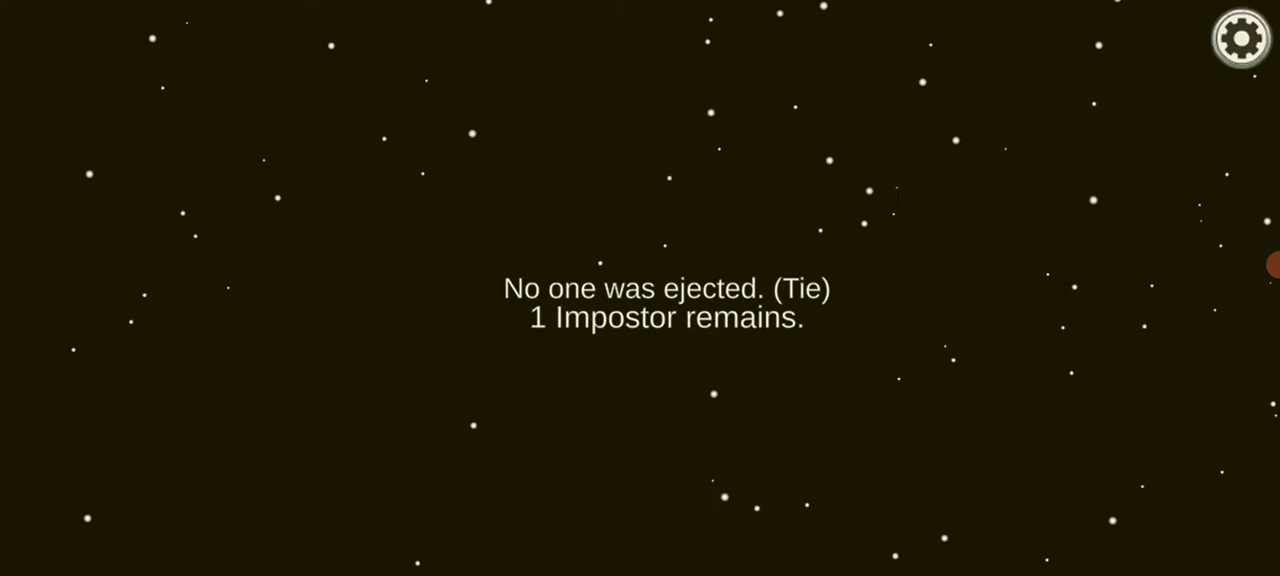 No one was ejected. (Tie)
1 Impostor remains.